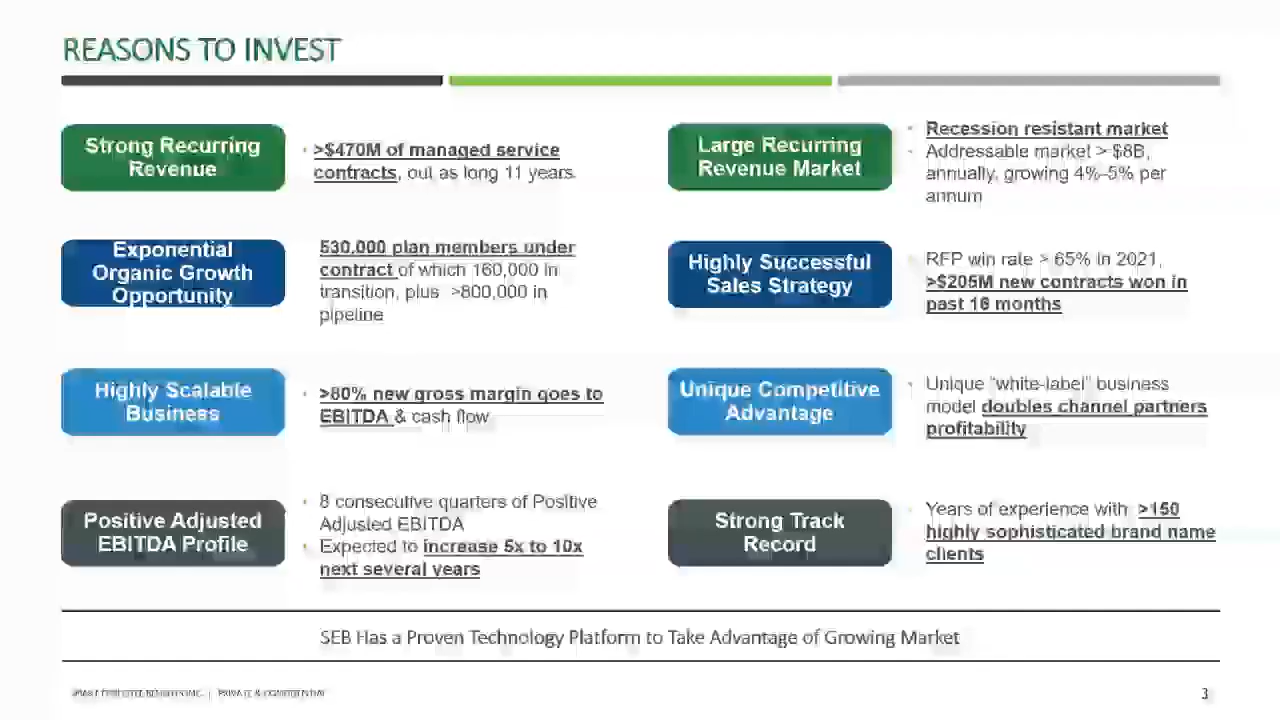 REASONS TO INVEST
Strong Recurring
Revenue
>$470M of managed service
contracts, out as long 11 years.
Exponential
Organic Growth
Opportunity
530,000 plan members under
contract of which 160,000 in
transition, plus >800,000 in
pipeline
Highly Scalable
Business
>80% new gross margin goes to
EBITDA & cash flow
Positive Adjusted
EBITDA Profile
8 consecutive quarters of Positive
Adjusted EBITDA
Expected to increase 5x to 10x
next several years
Large Recurring
Revenue Market
Recession resistant market
Addressable market > $8B,
annually, growing 4%–5% per
annum
Highly Successful
Sales Strategy
RFP win rate > 65% in 2021,
>$205M new contracts won in
past months
Unique Competitive
Advantage
Unique "white-label" business
model doubles channel partners
profitability
Strong Track
Record
Years of experience with >150
highly sophisticated brand name
clients
SEB Has a Proven Technology Platform to Take Advantage of Growing Market
| PRIVATE & CONFIDENTIAL
3